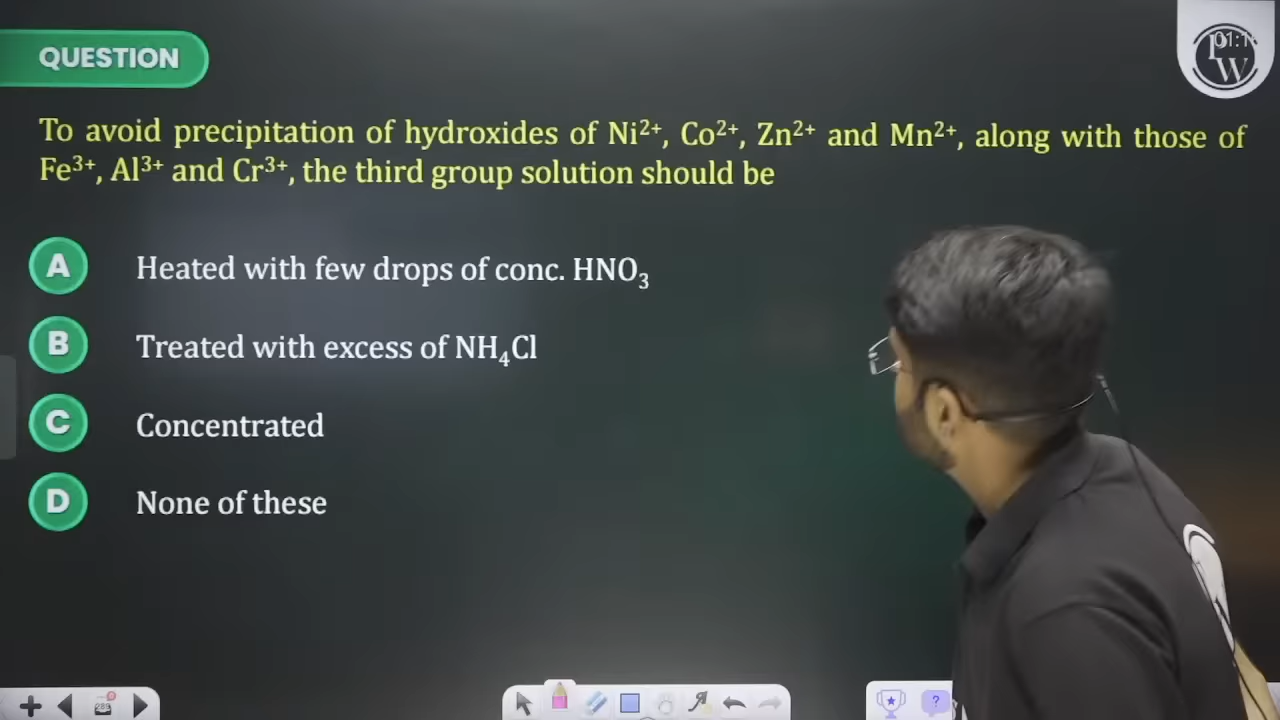 QUESTION
To avoid precipitation of hydroxides of Ni²⁺, Co²⁺, Zn²⁺ and Mn²⁺, along with those of
Fe³⁺, Al³⁺ and Cr³⁺, the third group solution should be
A Heated with few drops of conc. HNO₃
B Treated with excess of NH₄Cl
C Concentrated
D None of these
PW